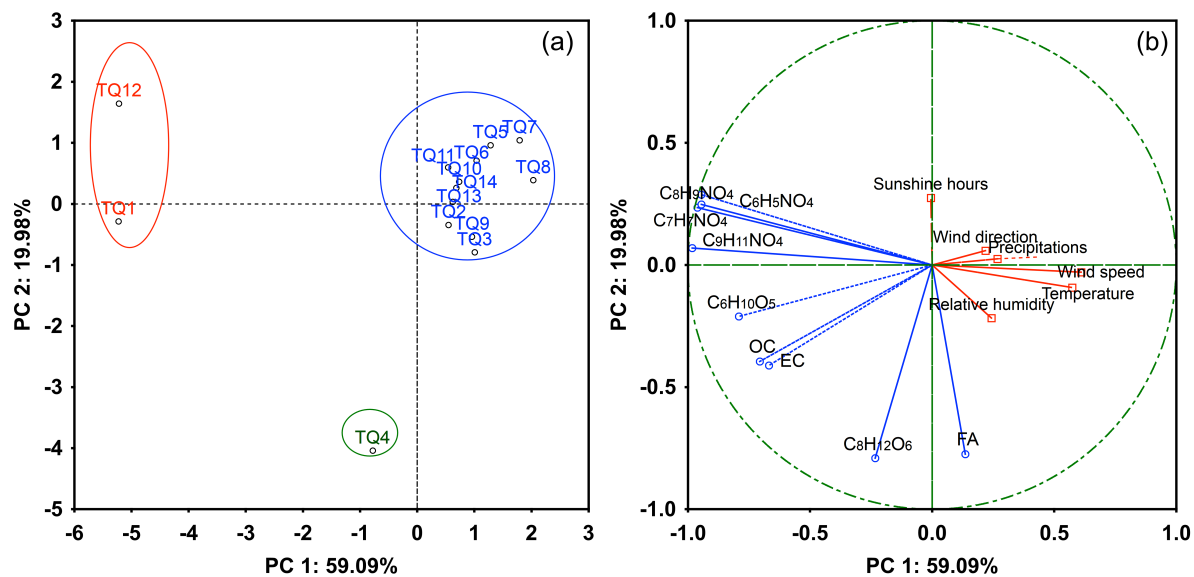 (a)
3
2
1
0
-1
-2
-3
-4
-5
-6 -5 -4 -3 -2 -1 0 1 2 3
PC 2: 19.98%
PC 1: 59.09%
TQ12
TQ1
TQ7
TQ5
TQ6
TQ11
TQ10
TQ8
TQ14
TQ13
TQ2
TQ9
TQ3
TQ4
(b)
1.0
0.5
0.0
-0.5
-1.0
-1.0 -0.5 0.0 0.5 1.0
PC 2: 19.98%
PC 1: 59.09%
Sunshine hours
C₈H₉NO₄
C₆H₅NO₄
C₇H₇NO₄
C₉H₁₁NO₄
Wind direction
Precipitations
Wind speed
Temperature
Relative humidity
C₆H₁₀O₅
OC
EC
C₈H₁₂O₆
FA